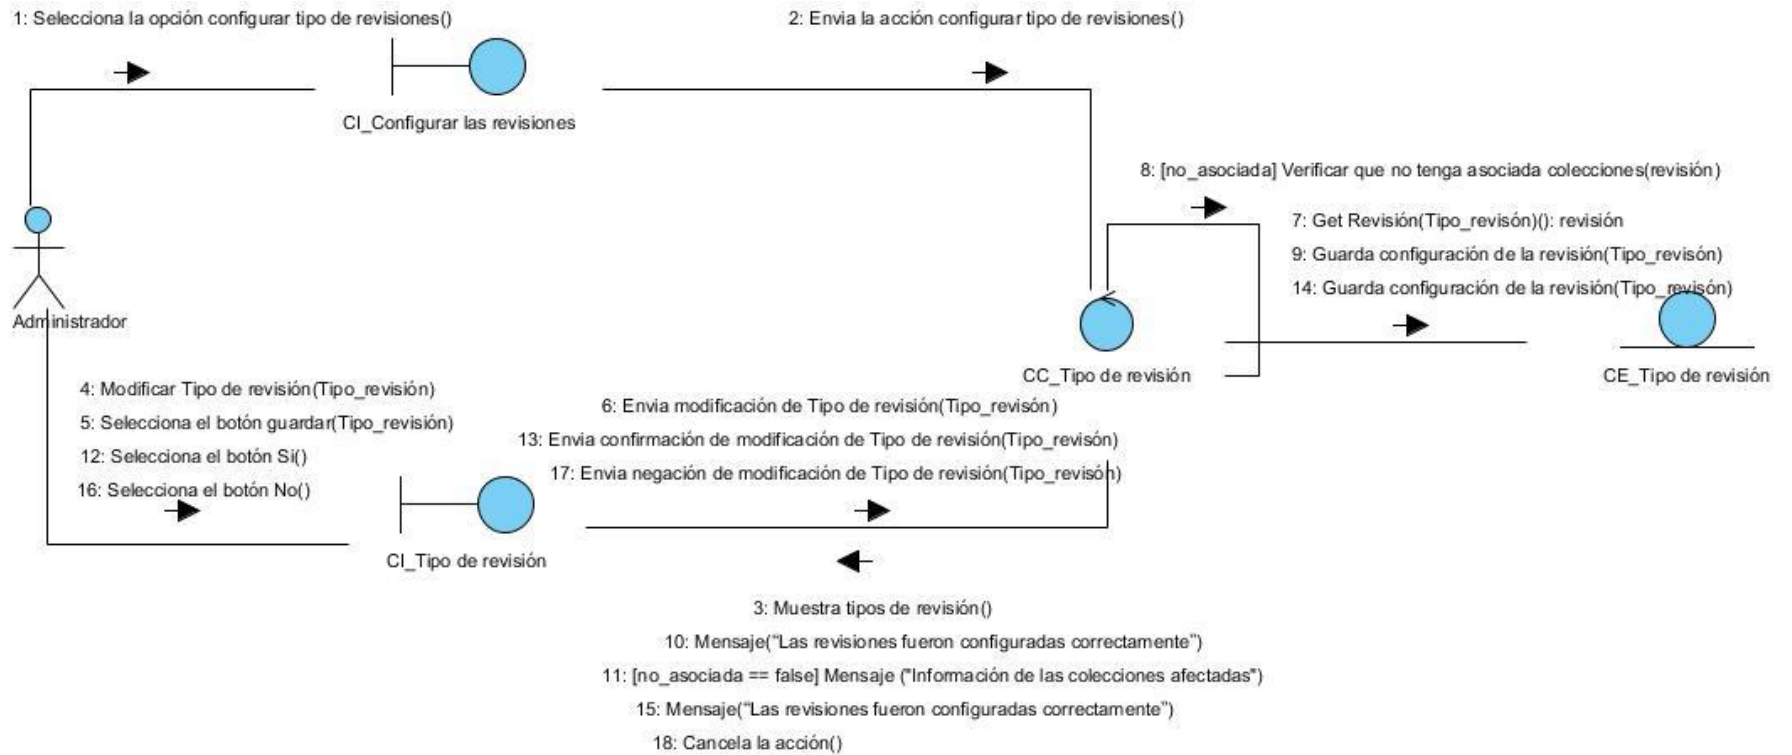 1: Selecciona la opción configurar tipo de revisiones()
2: Envia la acción configurar tipo de revisiones()
CI_Configurar las revisiones
8: [no_asociada] Verificar que no tenga asociada colecciones(revisión)
7: Get Revisión(Tipo_revisón)(): revisión
9: Guarda configuración de la revisión(Tipo_revisón)
14: Guarda configuración de la revisión(Tipo_revisón)
Administrador
CC_Tipo de revisión
CE_Tipo de revisión
4: Modificar Tipo de revisión(Tipo_revisión)
5: Selecciona el botón guardar(Tipo_revisión)
12: Selecciona el botón Si()
16: Selecciona el botón No()
6: Envia modificación de Tipo de revisión(Tipo_revisón)
13: Envia confirmación de modificación de Tipo de revisión(Tipo_revisón)
17: Envia negación de modificación de Tipo de revisión(Tipo_revisón)
CI_Tipo de revisión
3: Muestra tipos de revisión()
10: Mensaje(“Las revisiones fueron configuradas correctamente”)
11: [no_asociada == false] Mensaje ("Información de las colecciones afectadas")
15: Mensaje(“Las revisiones fueron configuradas correctamente”)
18: Cancela la acción()